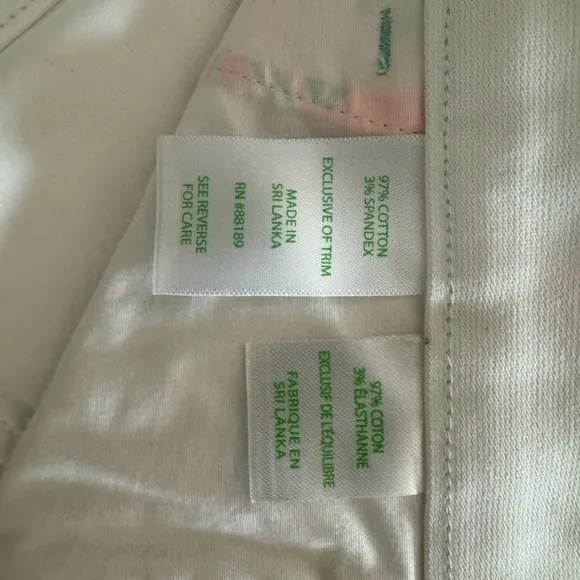 97% COTTON
3% SPANDEX
EXCLUSIVE OF TRIM
MADE IN
SRI LANKA
RN #88189
SEE REVERSE
FOR CARE
97% COTON
3% ÉLASTHANNE
EXCLUSIF DE L'ÉQUILIBRE
FABRIQUE EN
SRI LANKA